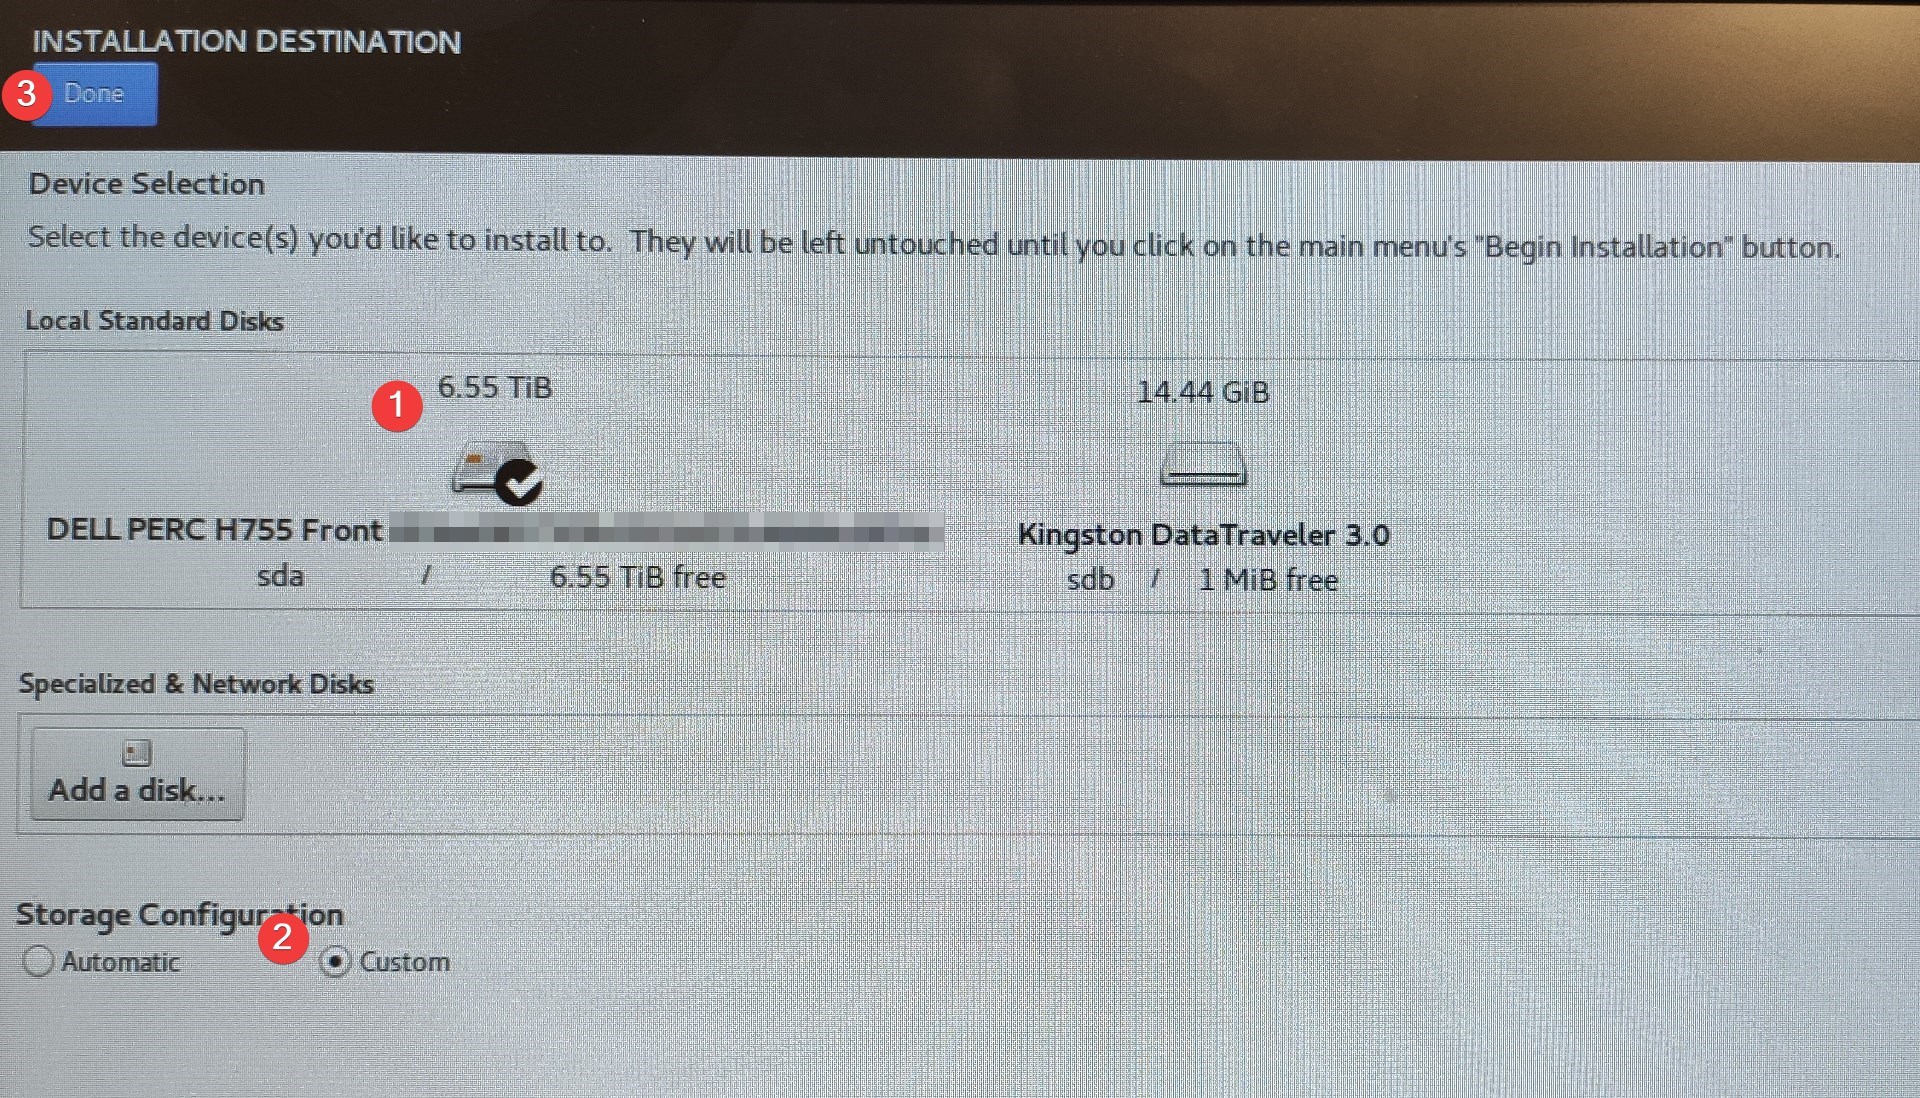 INSTALLATION DESTINATION
3 Done
Device Selection
Select the device(s) you'd like to install to. They will be left untouched until you click on the main menu's "Begin Installation" button.
Local Standard Disks
1 6.55 TiB
14.44 GiB
DELL PERC H755 Front
Kingston DataTraveler 3.0
sda / 6.55 TiB free
sdb / 1 MiB free
Specialized & Network Disks
Add a disk...
Storage Configuration
2
Automatic
Custom